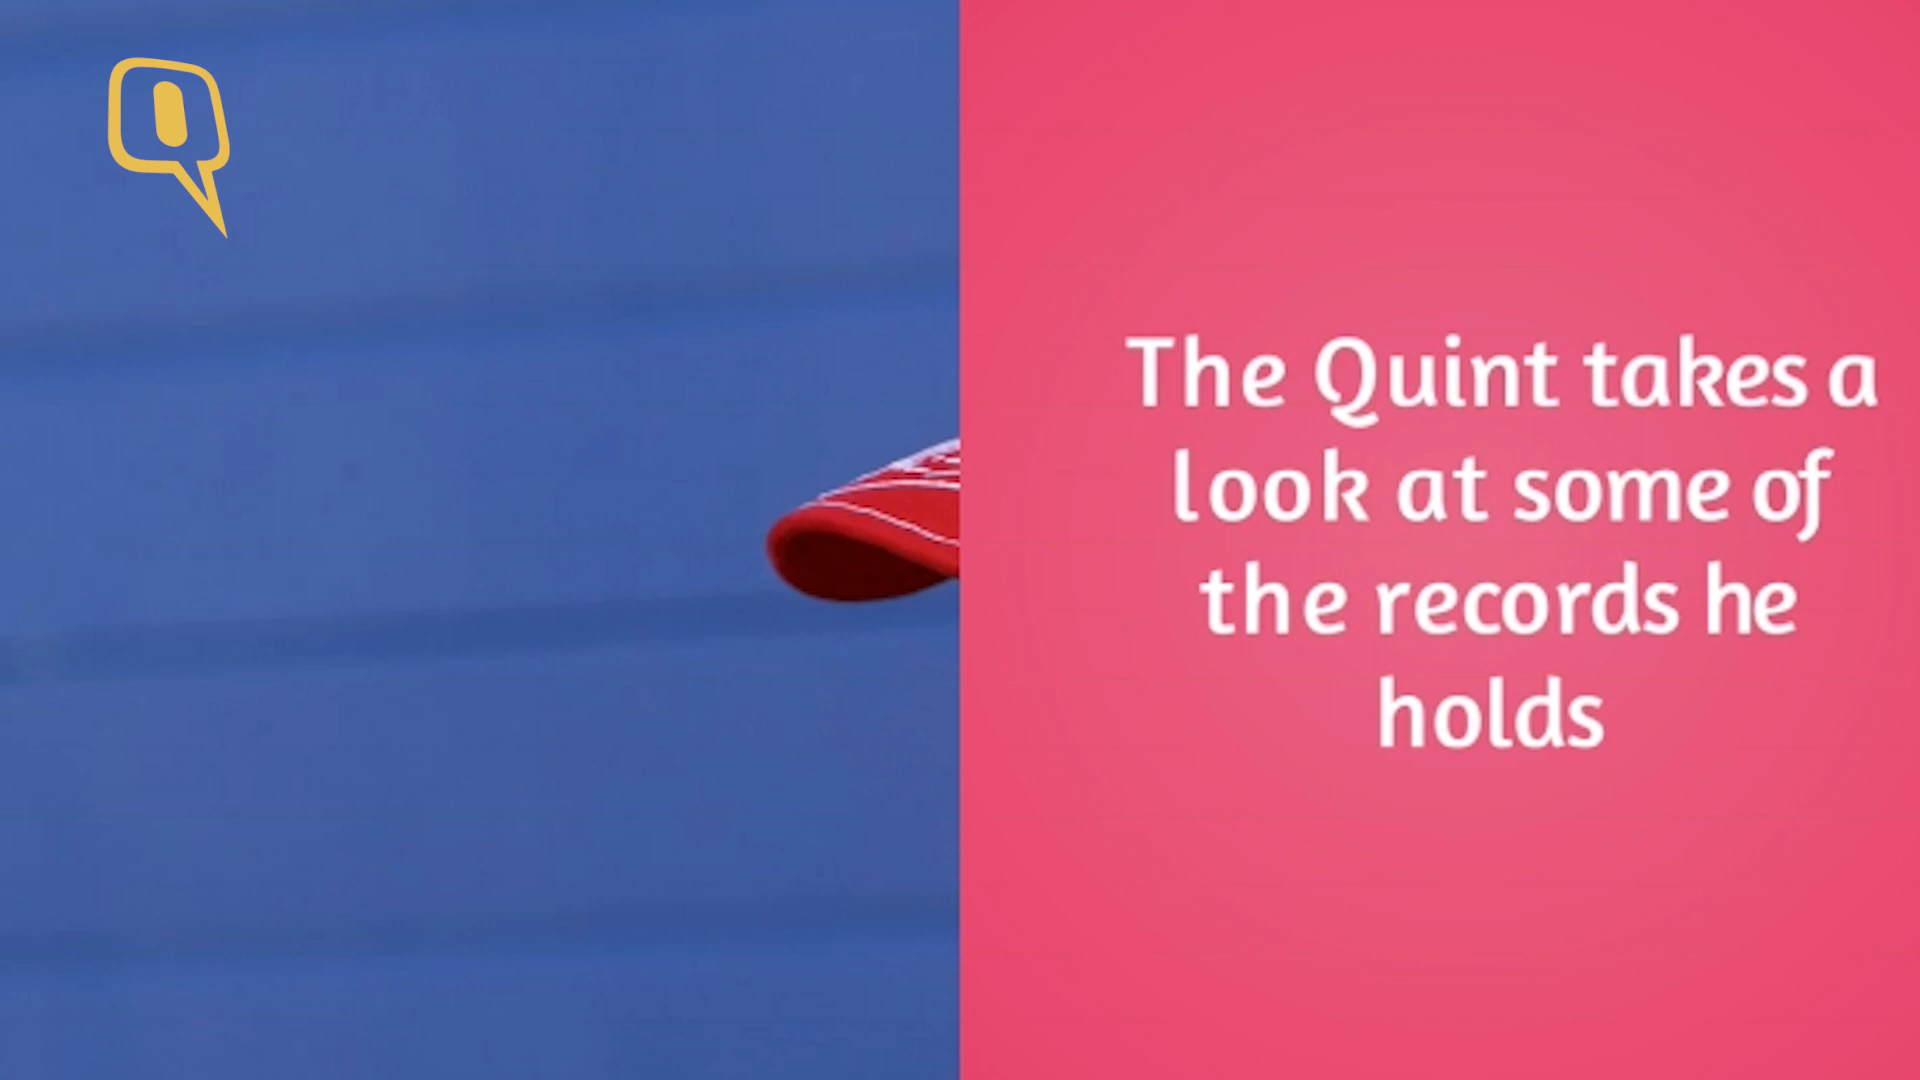 The Quint takes a
look at some of
the records he
holds